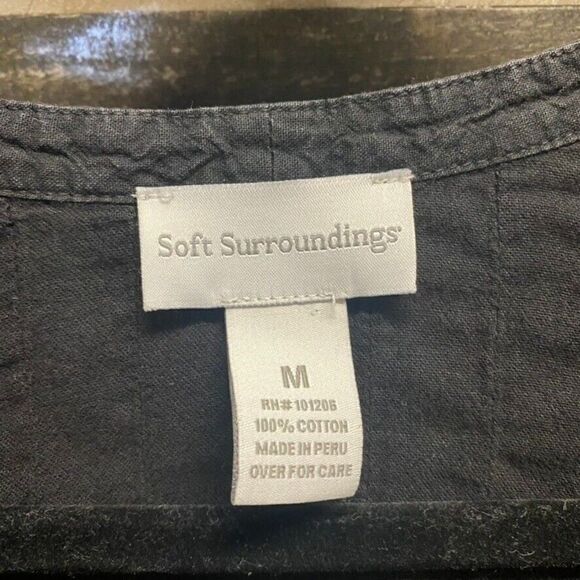 Soft Surroundings
M
RN# 101206
100% COTTON
MADE IN PERU
OVER FOR CARE